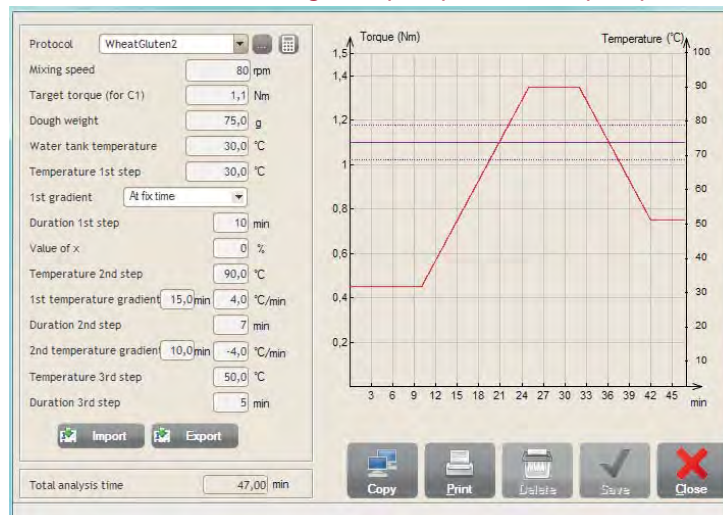 Protocol WheatGluten2 ...
Mixing speed 80 rpm
Target torque (for C1) 1,1 Nm
Dough weight 75,0 g
Water tank temperature 30,0 °C
Temperature 1st step 30,0 °C
1st gradient At fix time
Duration 1st step 10 min
Value of x 0 %
Temperature 2nd step 90,0 °C
1st temperature gradient 15,0 min 4,0 °C/min
Duration 2nd step 7 min
2nd temperature gradient 10,0 min -4,0 °C/min
Temperature 3rd step 50,0 °C
Duration 3rd step 5 min
Import Export
Total analysis time 47,00 min
Torque (Nm) Temperature (°C)
1,5 100
1,4
90
1,2 80
70
1
60
0,8
50
0,6 40
30
0,4
20
0,2
10
3 6 9 12 15 18 21 24 27 30 33 36 39 42 45
min
Copy Print Delete Save Close